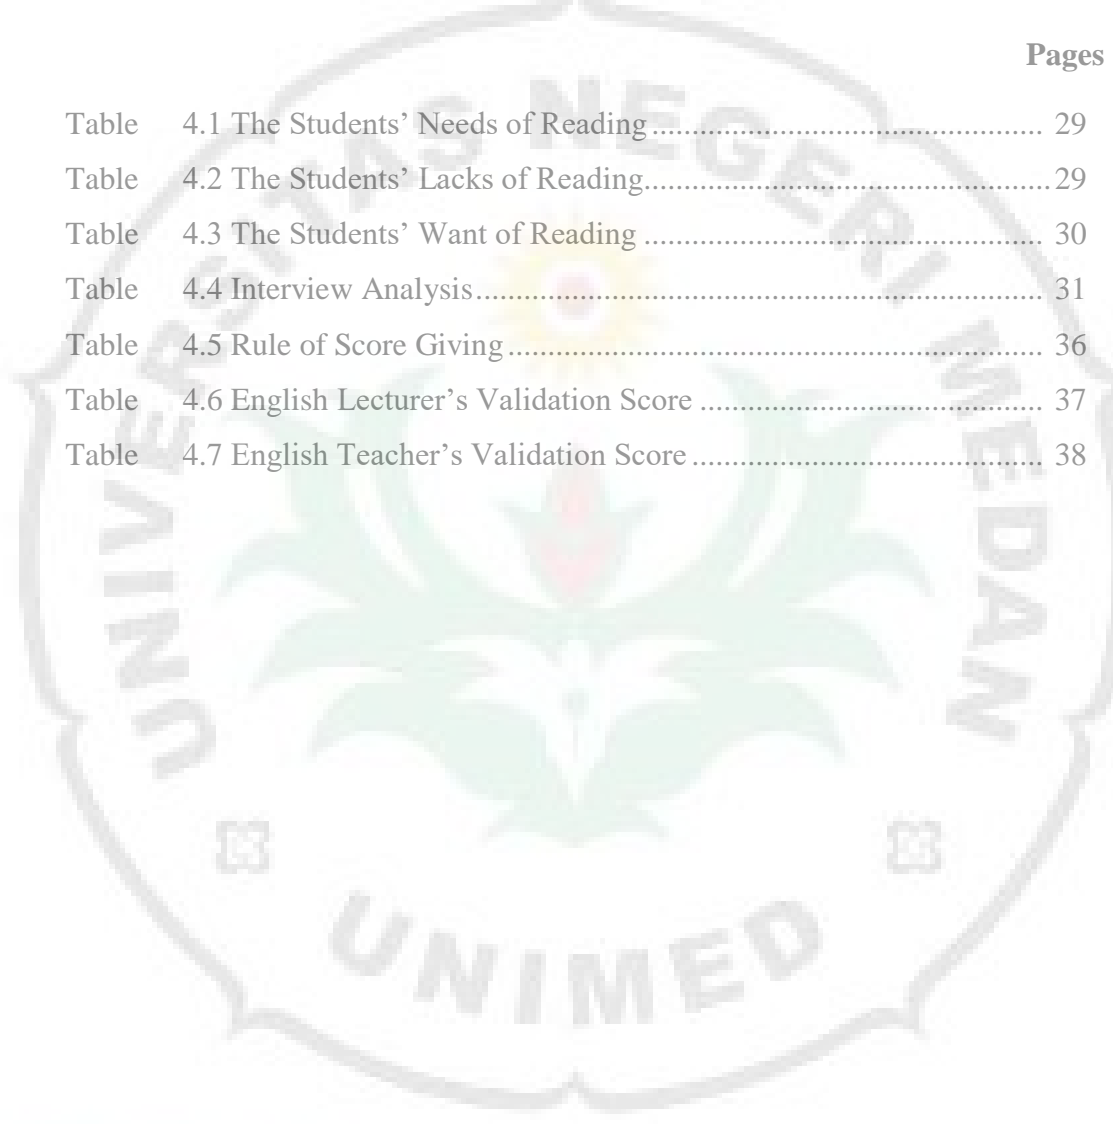 Pages
Table 4.1 The Students’ Needs of Reading ............................................. 29
Table 4.2 The Students’ Lacks of Reading............................................... 29
Table 4.3 The Students’ Want of Reading .............................................. 30
Table 4.4 Interview Analysis.................................................................. 31
Table 4.5 Rule of Score Giving .............................................................. 36
Table 4.6 English Lecturer’s Validation Score ........................................ 37
Table 4.7 English Teacher’s Validation Score ......................................... 38
UNIVERSITAS NEGERI MEDAN
UNIMED